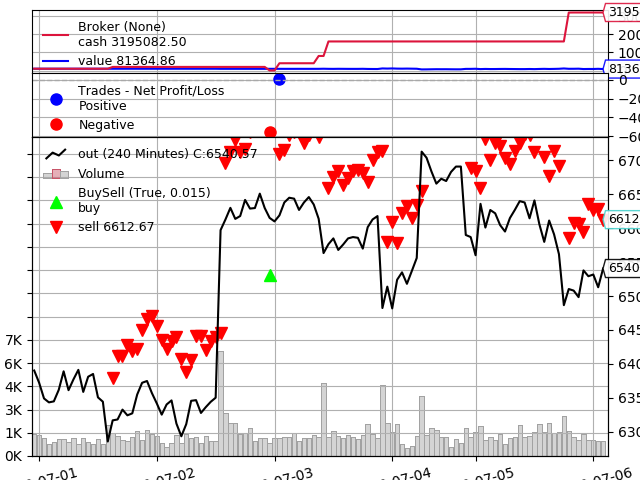 Broker (None)
cash 3195082.50
value 81364.86
3195
200
100
8136
Trades - Net Profit/Loss
Positive
Negative
0
−20
−40
−60
out (240 Minutes) C:6540.57
Volume
BuySell (True, 0.015)
buy
sell 6612.67
670
665
6612
6540
650
645
640
635
630
7K
6K
4K
3K
1K
0K
-07-01
-07-02
-07-03
-07-04
-07-05
-07-06